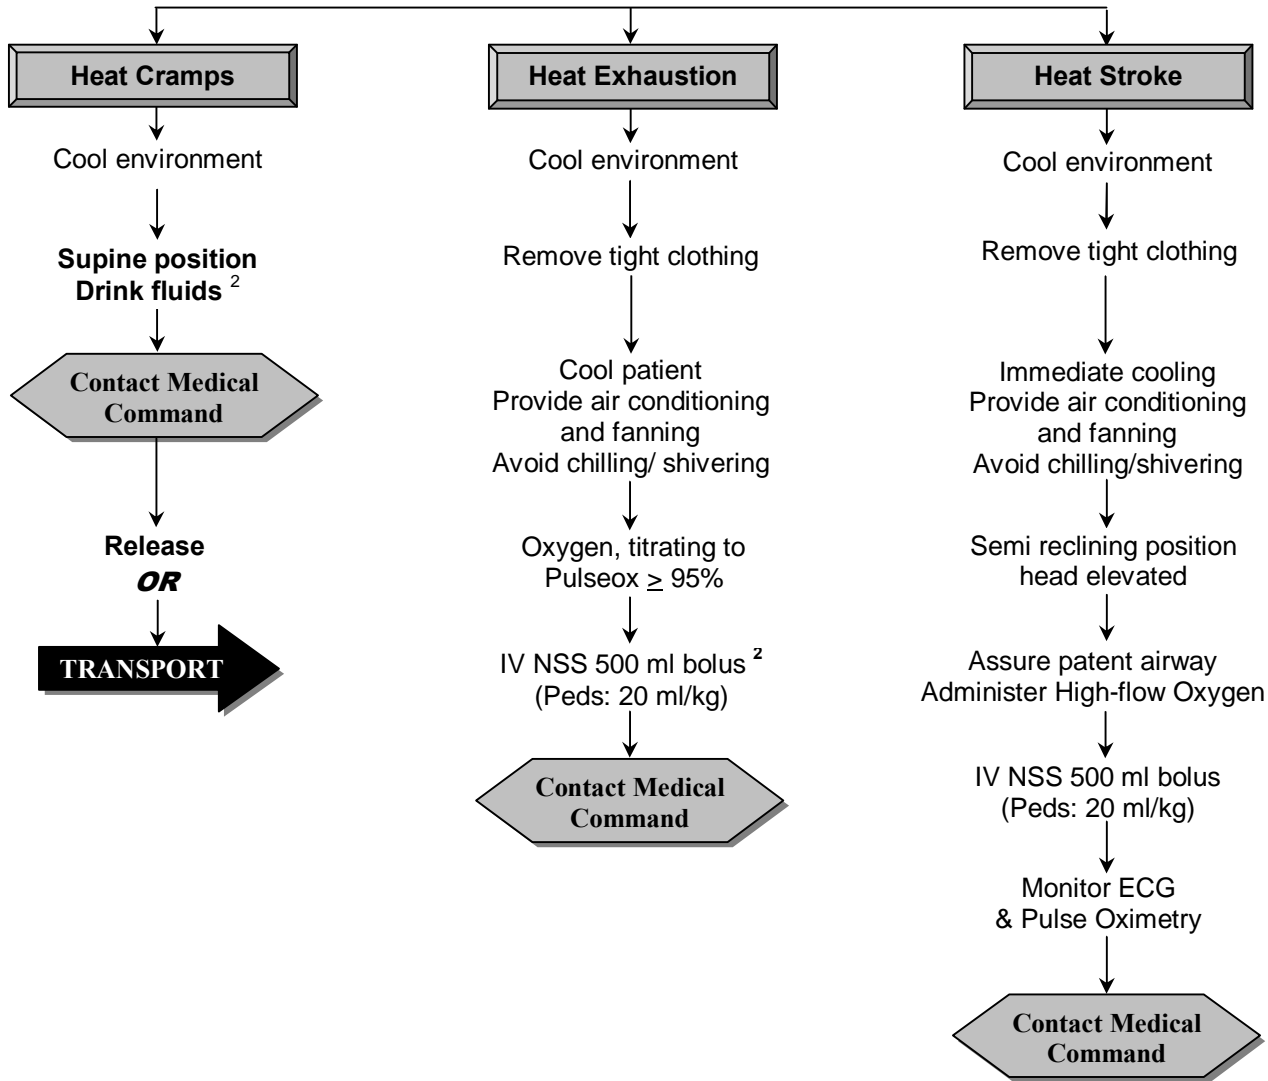 Heat Cramps
Cool environment
Supine position
Drink fluids 2
Contact Medical
Command
Release
OR
TRANSPORT
Heat Exhaustion
Cool environment
Remove tight clothing
Cool patient
Provide air conditioning
and fanning
Avoid chilling/ shivering
Oxygen, titrating to
Pulseox ≥ 95%
IV NSS 500 ml bolus 2
(Peds: 20 ml/kg)
Contact Medical
Command
Heat Stroke
Cool environment
Remove tight clothing
Immediate cooling
Provide air conditioning
and fanning
Avoid chilling/shivering
Semi reclining position
head elevated
Assure patent airway
Administer High-flow Oxygen
IV NSS 500 ml bolus
(Peds: 20 ml/kg)
Monitor ECG
& Pulse Oximetry
Contact Medical
Command